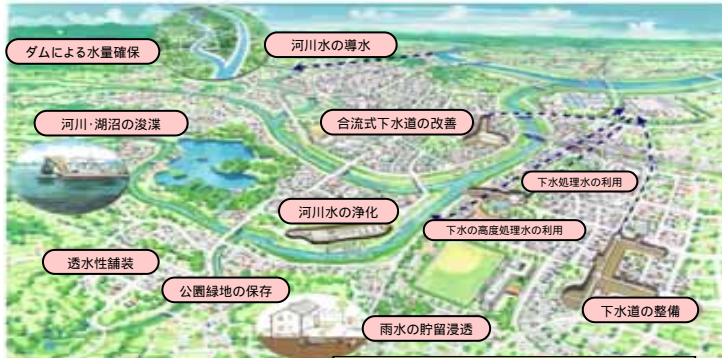 ダムによる水量確保
河川水の導水
河川・湖沼の浚渫
合流式下水道の改善
下水処理水の利用
河川水の浄化
下水の高度処理水の利用
透水性舗装
公園緑地の保存
下水道の整備
雨水の貯留浸透